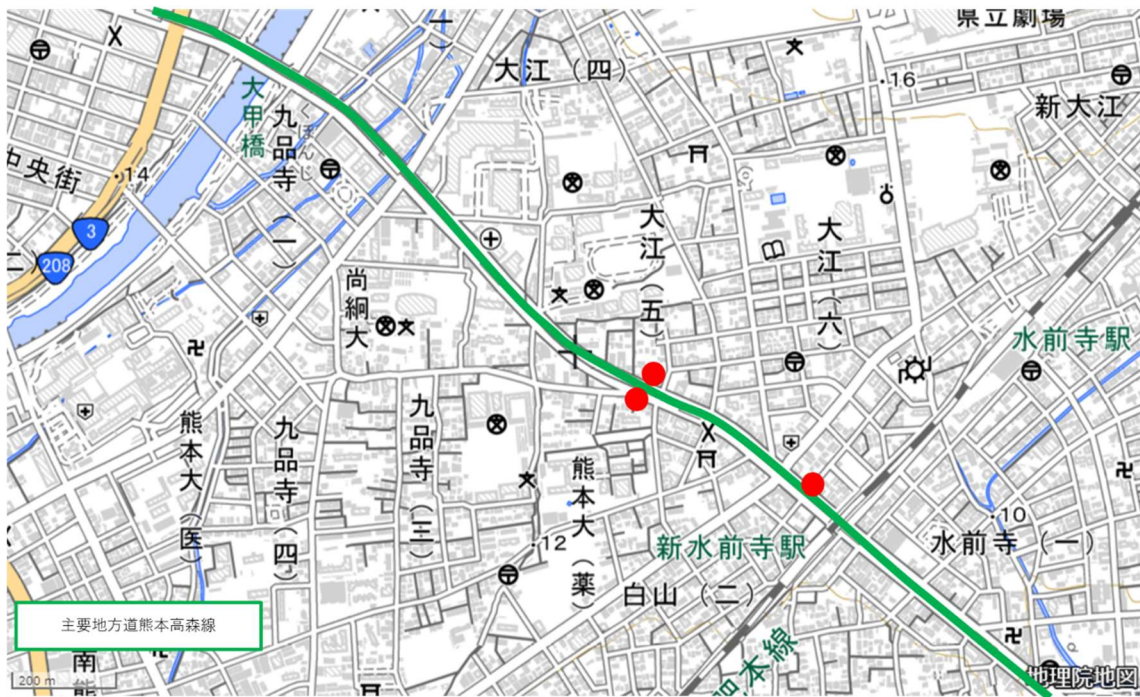 県立劇場
大江（四）
16
新大江
大甲橋
九品寺（一）
くほんじ
中央街
14
3
208
大江（五）
大江（六）
尚絅大
水前寺駅
九品寺（三）
九品寺（四）
熊本大（医）
熊本大（薬）
12
10
新水前寺駅
水前寺（一）
白山（二）
主要地方道熊本高森線
200 m
地理院地図